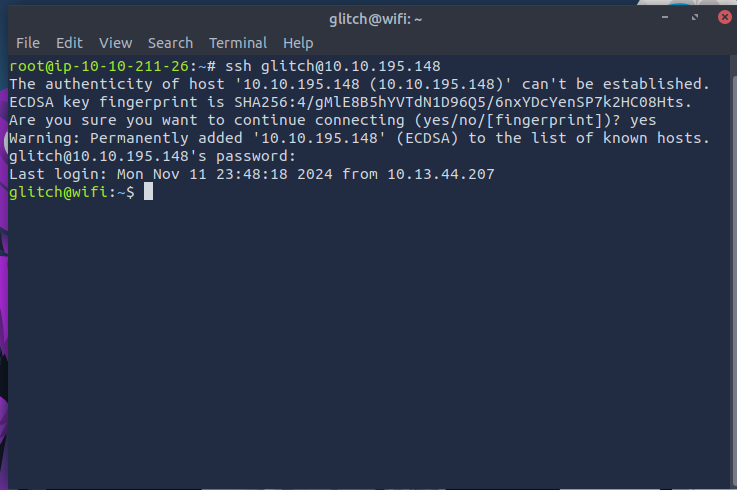 glitch@wifi: ~
File Edit View Search Terminal Help
root@ip-10-10-211-26:~# ssh glitch@10.10.195.148
The authenticity of host '10.10.195.148 (10.10.195.148)' can't be established.
ECDSA key fingerprint is SHA256:4/gMlE8B5hYVTdN1D96Q5/6nxYDcYenSP7k2HC08Hts.
Are you sure you want to continue connecting (yes/no/[fingerprint])? yes
Warning: Permanently added '10.10.195.148' (ECDSA) to the list of known hosts.
glitch@10.10.195.148's password:
Last login: Mon Nov 11 23:48:18 2024 from 10.13.44.207
glitch@wifi:~$